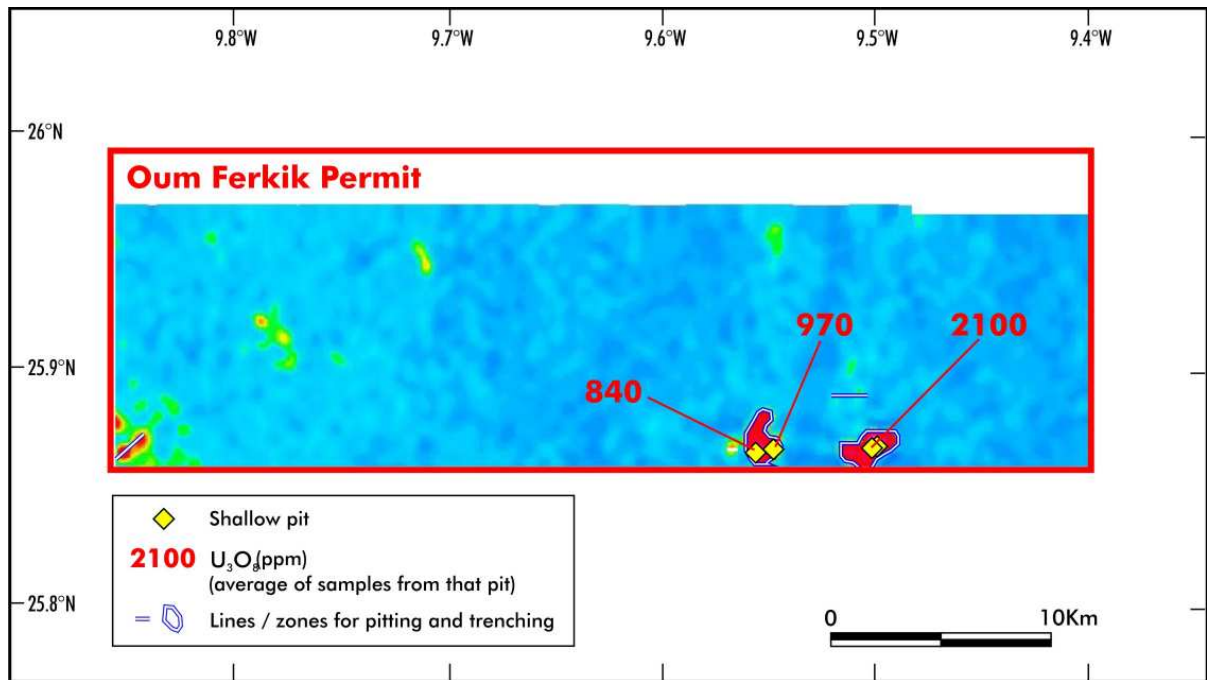 9.8°W 9.7°W 9.6°W 9.5°W 9.4°W
26°N
Oum Ferkik Permit
970 2100
25.9°N
840
Shallow pit
2100 U₃O₈(ppm)
(average of samples from that pit)
25.8°N
Lines / zones for pitting and trenching
0 10Km